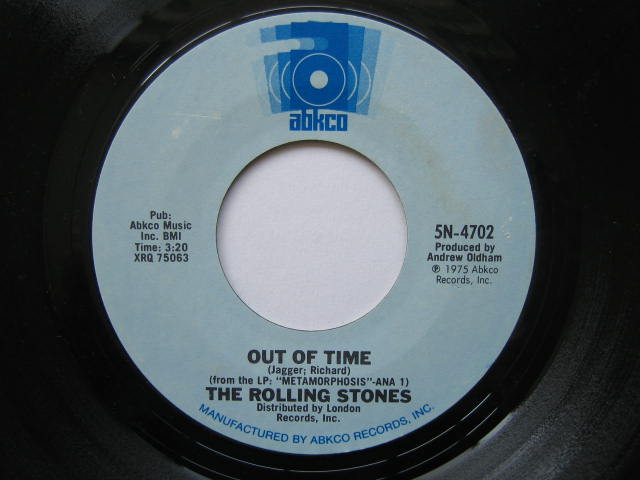 abkco
Pub:
Abkco Music
Inc. BMI
Time: 3:20
XRQ 75063
5N-4702
Produced by
Andrew Oldham
℗ 1975 Abkco
Records, Inc.
OUT OF TIME
(Jagger; Richard)
(from the LP: "METAMORPHOSIS"-ANA 1)
THE ROLLING STONES
Distributed by London
Records, Inc.
MANUFACTURED BY ABKCO RECORDS, INC.